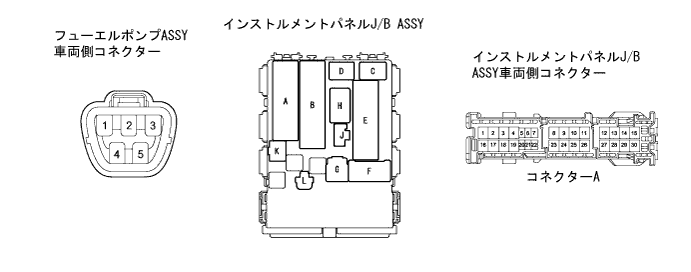 フューエルポンプASSY
車両側コネクター
1 2 3
4 5
インストルメントパネルJ/B ASSY
D C
A B H E
J
K
G F
L
インストルメントパネルJ/B
ASSY車両側コネクター
1 2 3 4 5 6 7 8 9 10 11 12 13 14 15
16 17 18 19 20 21 22 23 24 25 26 27 28 29 30
コネクターA